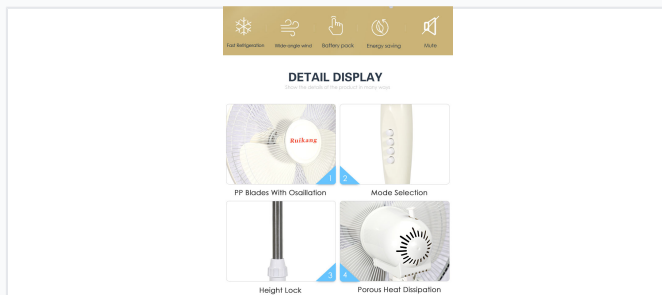 Fast Refrigeration
Wide-angle wind
Battery pack
Energy saving
Mute
DETAIL DISPLAY
Show the details of the product in many ways
Ruikang
1
2
PP Blades With Osaillation
Mode Selection
3
4
Height Lock
Porous Heat Dissipation